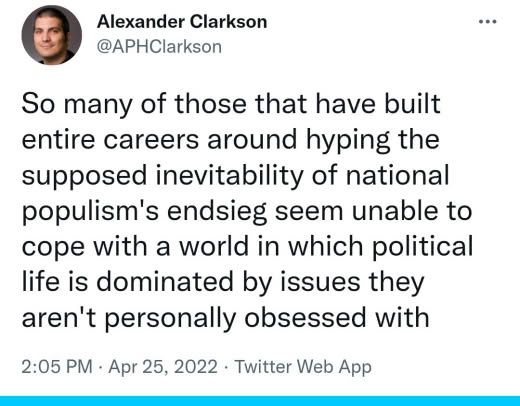 Alexander Clarkson
@APHClarkson
So many of those that have built
entire careers around hyping the
supposed inevitability of national
populism's endsieg seem unable to
cope with a world in which political
life is dominated by issues they
aren't personally obsessed with
2:05 PM · Apr 25, 2022 · Twitter Web App